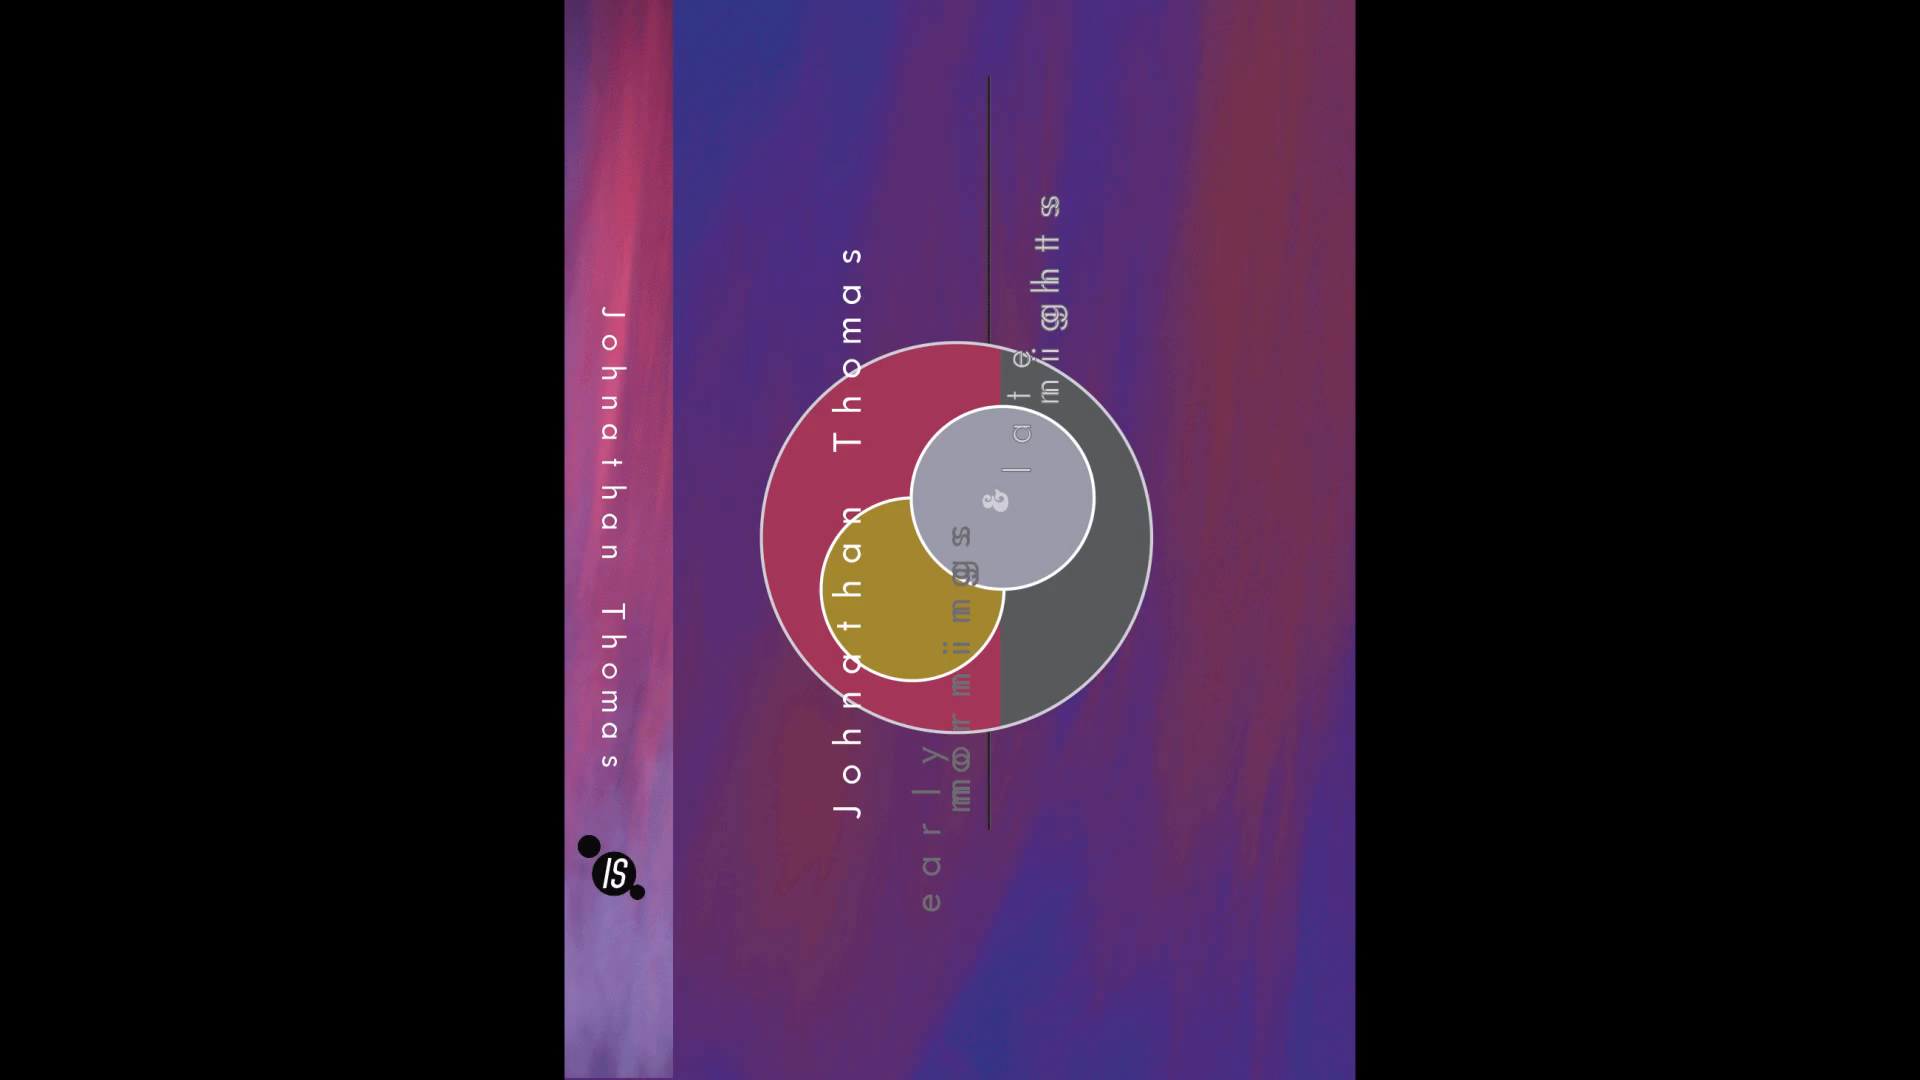 Johnathan Thomas
IS
Johnathan Thomas
early
mornings
&
late
nights